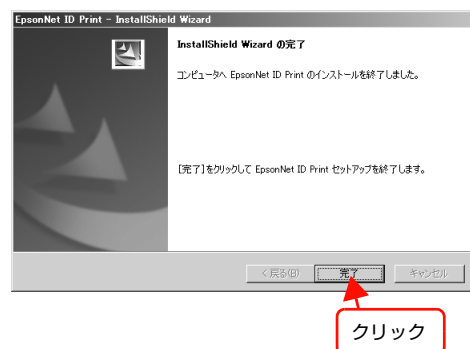 EpsonNet ID Print - InstallShield Wizard
InstallShield Wizard の完了
コンピュータへ EpsonNet ID Print のインストールを終了しました。
[完了]をクリックして EpsonNet ID Print セットアップを終了します。
< 戻る(B)
完了
キャンセル
クリック